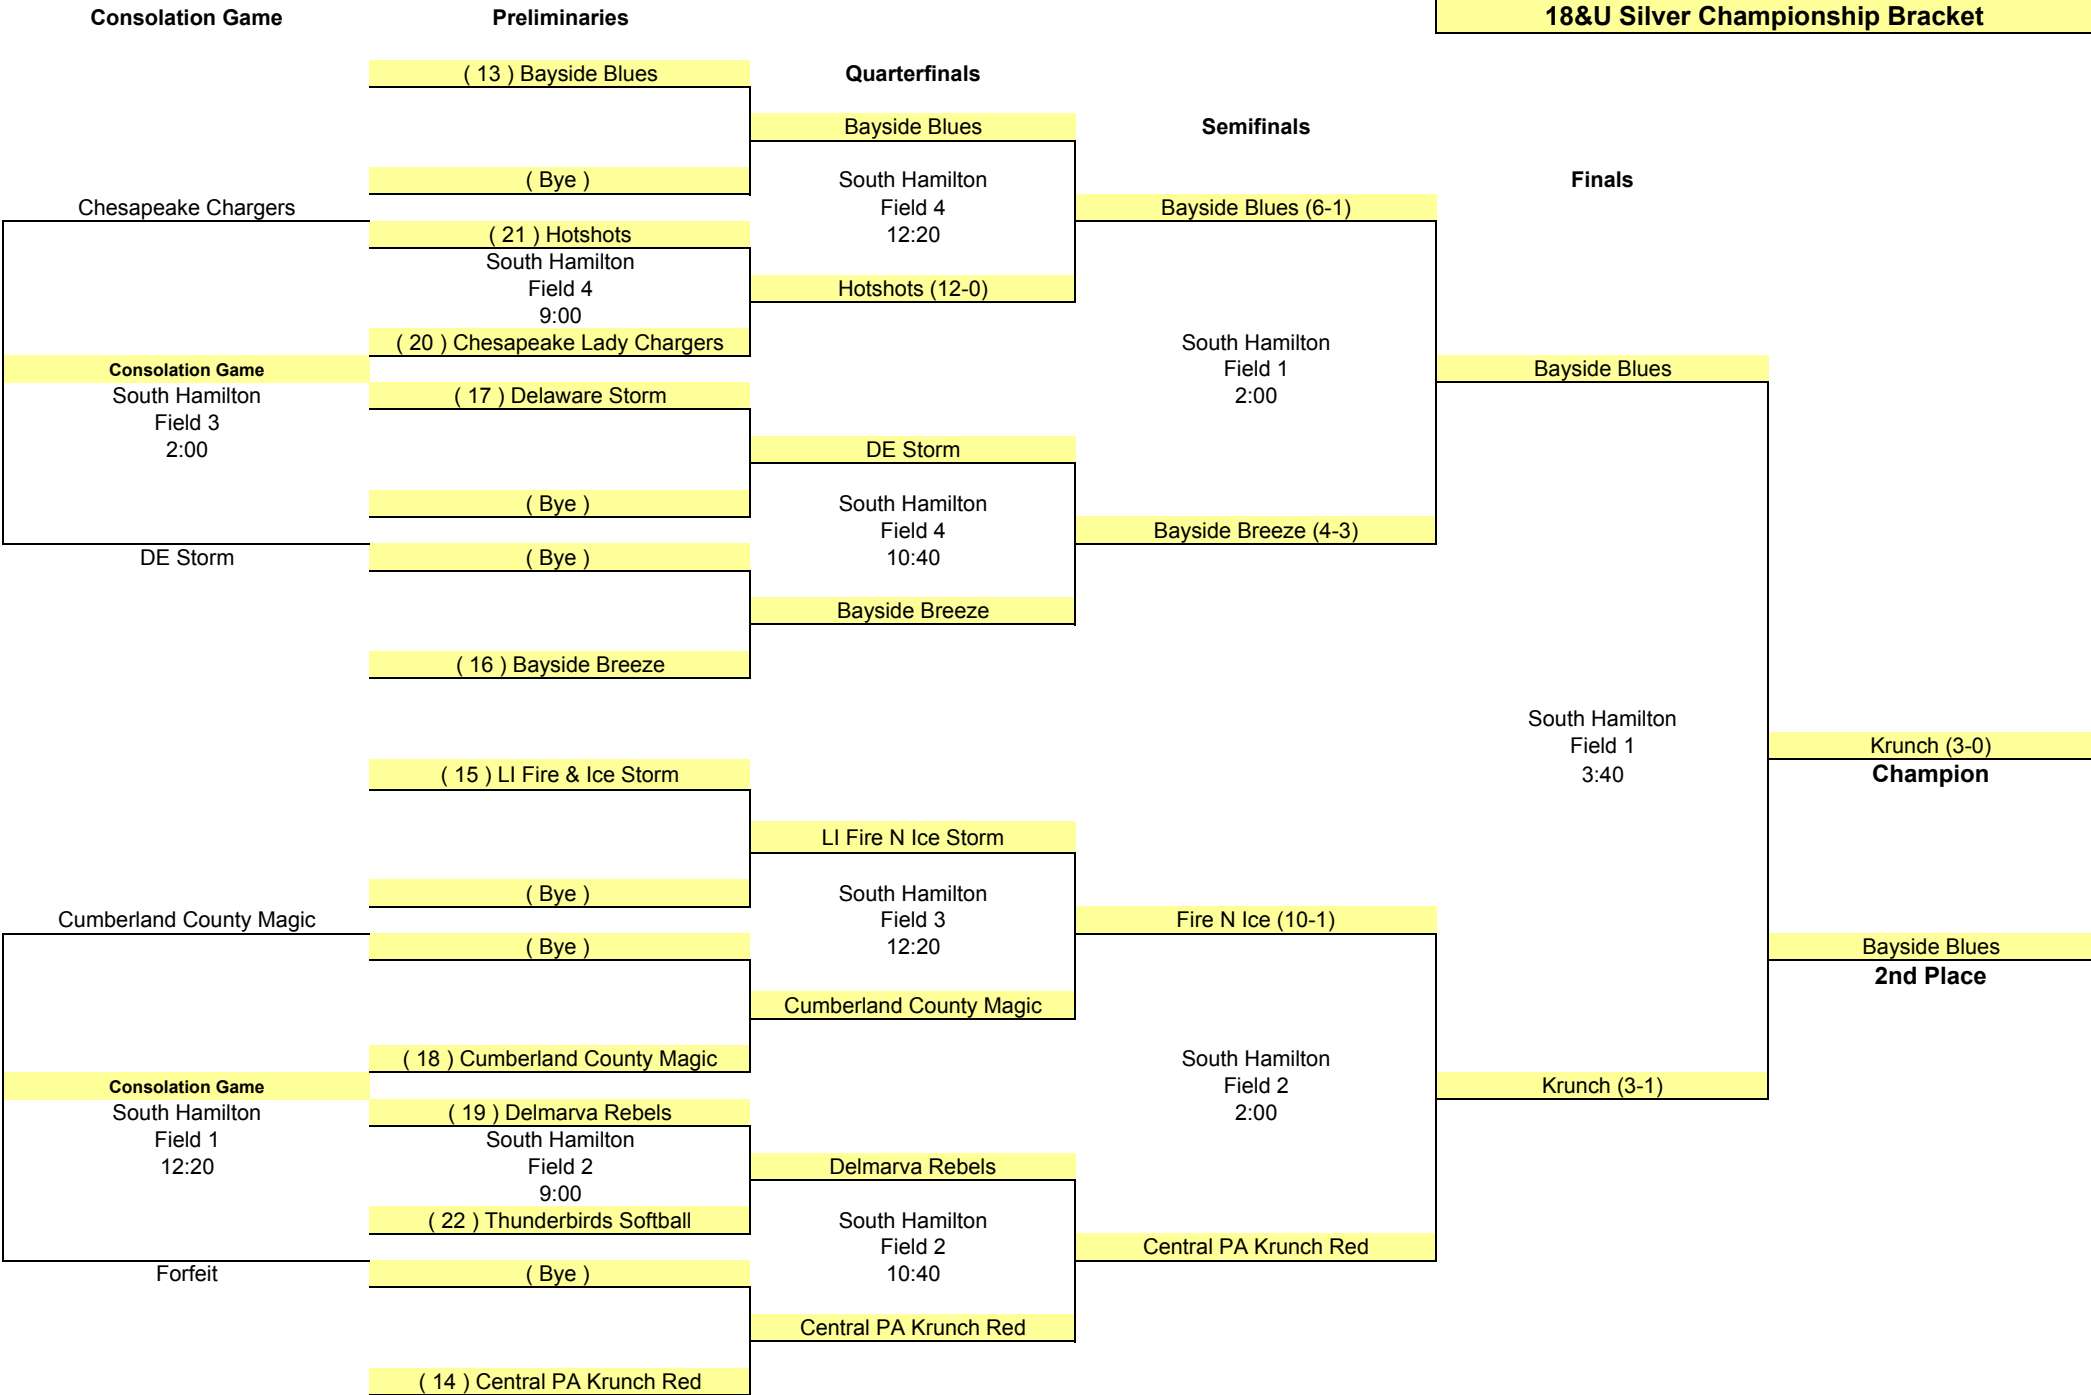 Consolation Game
Preliminaries
18&U Silver Championship Bracket
( 13 ) Bayside Blues
Quarterfinals
Bayside Blues
Semifinals
( Bye )
South Hamilton
Finals
Chesapeake Chargers
Field 4
Bayside Blues (6-1)
( 21 ) Hotshots
12:20
South Hamilton
Field 4
Hotshots (12-0)
9:00
( 20 ) Chesapeake Lady Chargers
South Hamilton
Consolation Game
Field 1
Bayside Blues
South Hamilton
( 17 ) Delaware Storm
2:00
Field 3
2:00
DE Storm
( Bye )
South Hamilton
Field 4
Bayside Breeze (4-3)
DE Storm
( Bye )
10:40
Bayside Breeze
( 16 ) Bayside Breeze
South Hamilton
Field 1
Krunch (3-0)
( 15 ) LI Fire & Ice Storm
3:40
Champion
LI Fire N Ice Storm
( Bye )
South Hamilton
Cumberland County Magic
Field 3
Fire N Ice (10-1)
( Bye )
12:20
Bayside Blues
2nd Place
Cumberland County Magic
( 18 ) Cumberland County Magic
South Hamilton
Consolation Game
Field 2
Krunch (3-1)
South Hamilton
( 19 ) Delmarva Rebels
2:00
Field 1
South Hamilton
12:20
Field 2
Delmarva Rebels
9:00
( 22 ) Thunderbirds Softball
South Hamilton
Field 2
Central PA Krunch Red
Forfeit
( Bye )
10:40
Central PA Krunch Red
( 14 ) Central PA Krunch Red